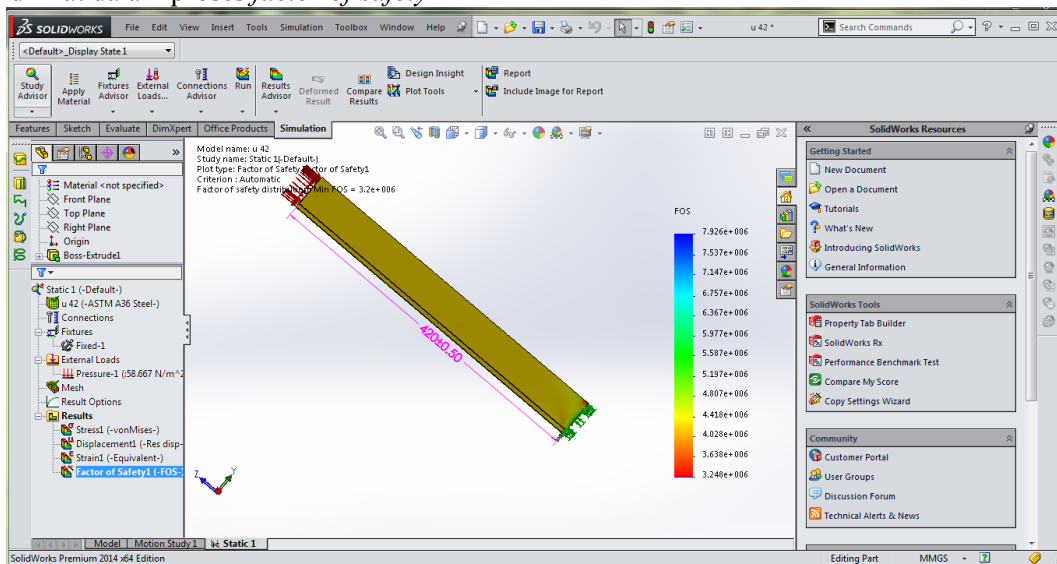 factor of safety
SOLIDWORKS File Edit View Insert Tools Simulation Toolbox Window Help u 42 * Search Commands
<Default>_Display State 1
Study Advisor
Apply Material
Fixtures Advisor
External Loads...
Connections Advisor
Run
Results Advisor
Deformed Result
Compare Results
Design Insight
Plot Tools
Report
Include Image for Report
Features Sketch Evaluate DimXpert Office Products Simulation
Material <not specified>
Front Plane
Top Plane
Right Plane
Origin
Boss-Extrude1
Static 1 (-Default-)
u 42 (-ASTM A36 Steel-)
Connections
Fixtures
Fixed-1
External Loads
Pressure-1 (:58.667 N/m^2
Mesh
Result Options
Results
Stress1 (-vonMises-)
Displacement1 (-Res disp-
Strain1 (-Equivalent-)
Factor of Safety1 (-FOS-)
Model name: u 42
Study name: Static 1(-Default-)
Plot type: Factor of Safety Factor of Safety1
Criterion : Automatic
Factor of safety distribution: Min FOS = 3.2e+006
420±0.50
Z Y
FOS
7.926e+006
7.537e+006
7.147e+006
6.757e+006
6.367e+006
5.977e+006
5.587e+006
5.197e+006
4.807e+006
4.418e+006
4.028e+006
3.638e+006
3.248e+006
SolidWorks Resources
Getting Started
New Document
Open a Document
Tutorials
What's New
Introducing SolidWorks
General Information
SolidWorks Tools
Property Tab Builder
SolidWorks Rx
Performance Benchmark Test
Compare My Score
Copy Settings Wizard
Community
Customer Portal
User Groups
Discussion Forum
Technical Alerts & News
Model Motion Study 1 Static 1
SolidWorks Premium 2014 x64 Edition Editing Part MMGS